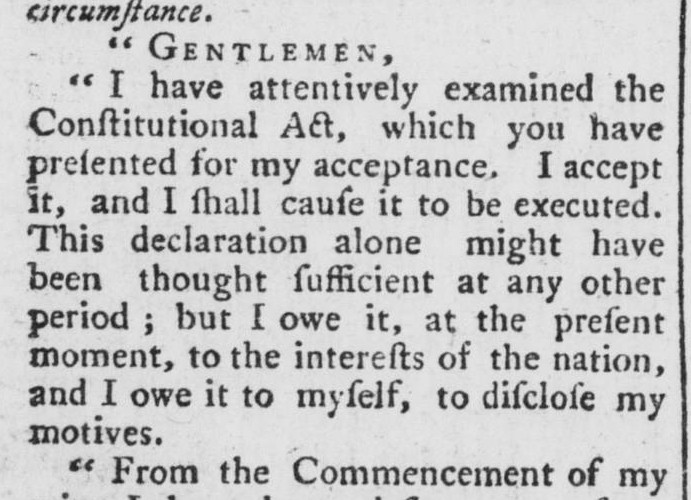 circumſtance.
“ GENTLEMEN,
“ I have attentively examined the
Conſtitutional Act, which you have
preſented for my acceptance. I accept
it, and I ſhall cauſe it to be executed.
This declaration alone might have
been thought ſufficient at any other
period ; but I owe it, at the preſent
moment, to the intereſts of the nation,
and I owe it to myſelf, to diſcloſe my
motives.
“ From the Commencement of my